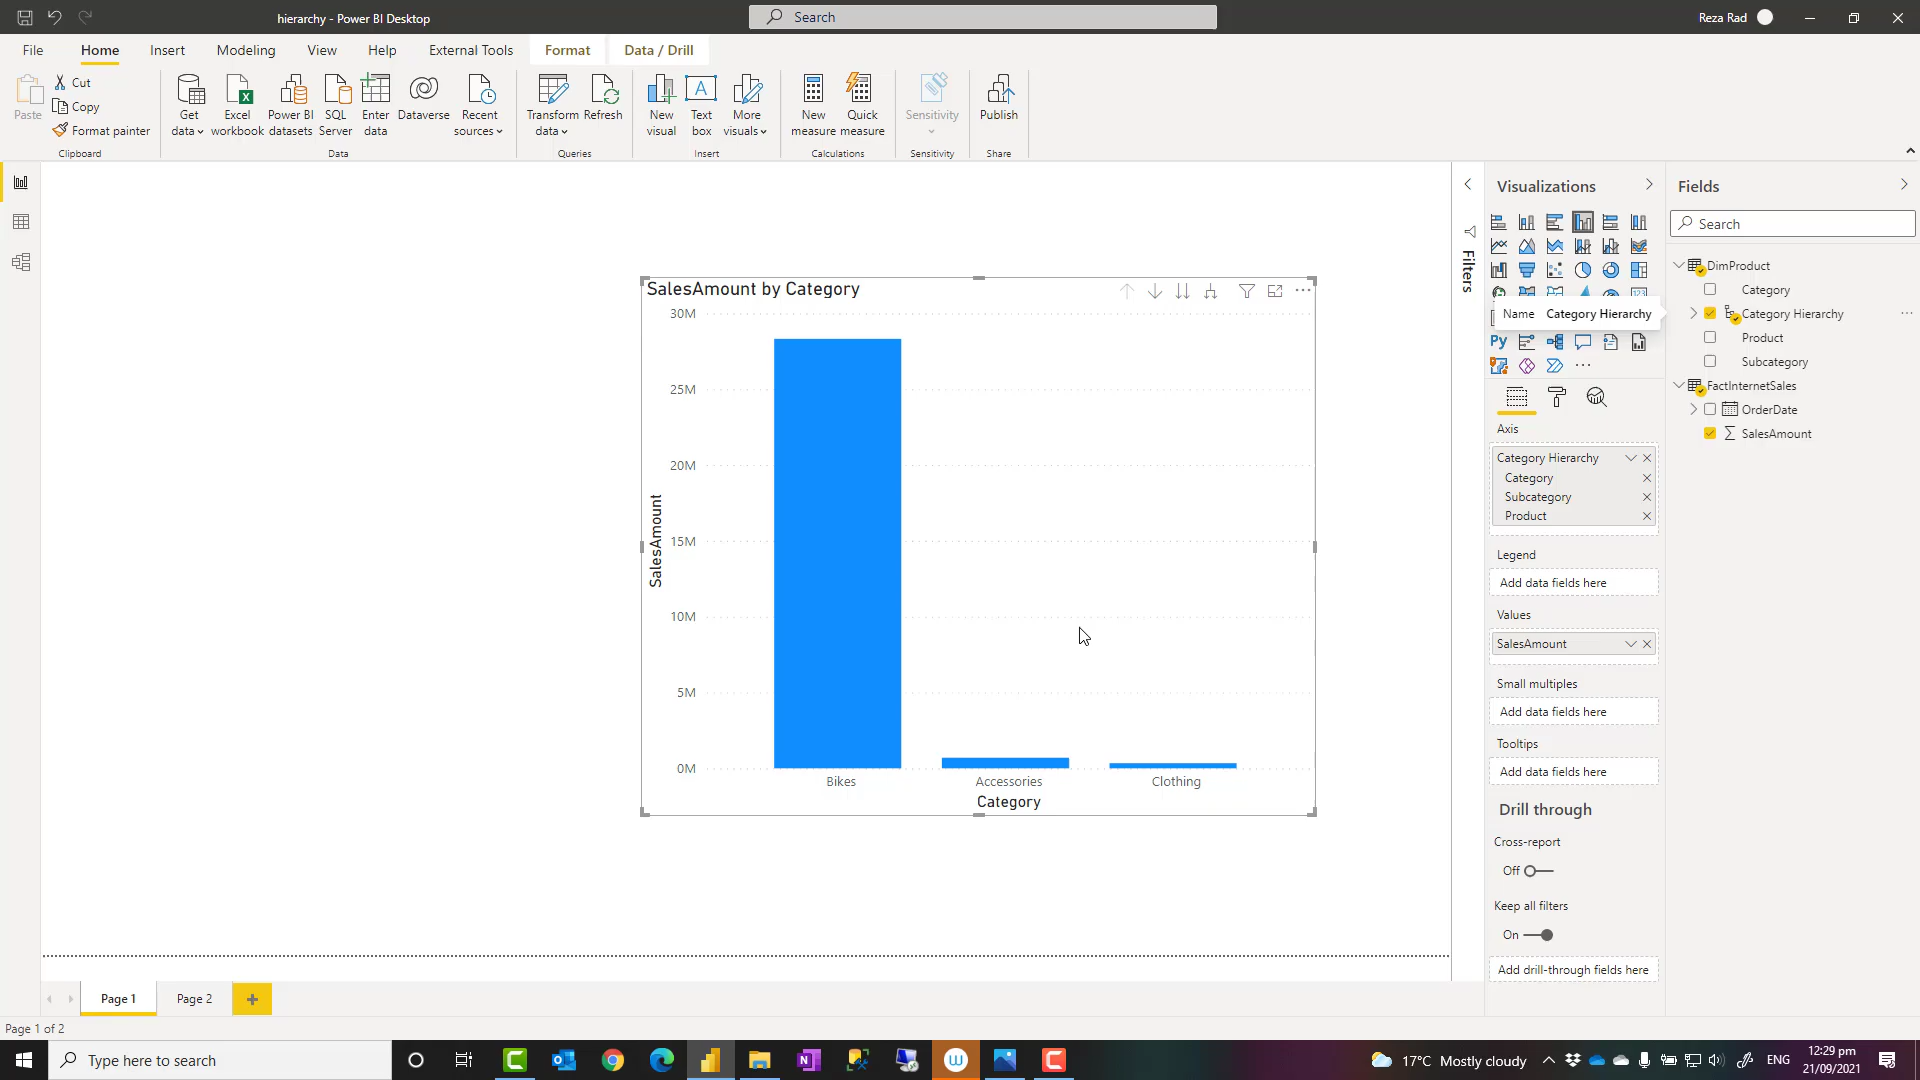 hierarchy - Power BI Desktop
Search
Reza Rad
File
Home
Insert
Modeling
View
Help
External Tools
Format
Data / Drill
Paste
Cut
Copy
Format painter
Clipboard
Get data
Excel workbook
Power BI datasets
SQL Server
Enter data
Dataverse
Recent sources
Data
Transform data
Refresh
Queries
New visual
Text box
More visuals
Insert
New measure
Quick measure
Calculations
Sensitivity
Sensitivity
Publish
Share
SalesAmount by Category
30M
25M
20M
15M
10M
5M
0M
SalesAmount
Bikes
Accessories
Clothing
Category
Filters
Visualizations
Name Category Hierarchy
Py
Axis
Category Hierarchy
Category
Subcategory
Product
Legend
Add data fields here
Values
SalesAmount
Small multiples
Add data fields here
Tooltips
Add data fields here
Drill through
Cross-report
Off
Keep all filters
On
Add drill-through fields here
Fields
Search
DimProduct
Category
Category Hierarchy
Product
Subcategory
FactInternetSales
OrderDate
SalesAmount
Page 1
Page 2
Page 1 of 2
Type here to search
17°C Mostly cloudy
ENG
12:29 pm
21/09/2021